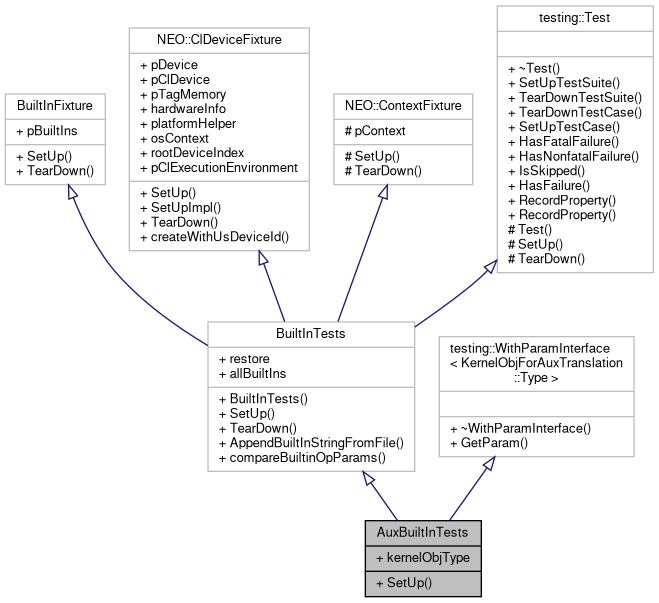 BuiltInFixture
+ pBuiltIns
+ SetUp()
+ TearDown()
NEO::ClDeviceFixture
+ pDevice
+ pClDevice
+ pTagMemory
+ hardwareInfo
+ platformHelper
+ osContext
+ rootDeviceIndex
+ pClExecutionEnvironment
+ SetUp()
+ SetUpImpl()
+ TearDown()
+ createWithUsDeviceId()
NEO::ContextFixture
# pContext
# SetUp()
# TearDown()
testing::Test
+ ~Test()
+ SetUpTestSuite()
+ TearDownTestSuite()
+ TearDownTestCase()
+ SetUpTestCase()
+ HasFatalFailure()
+ HasNonfatalFailure()
+ IsSkipped()
+ HasFailure()
+ RecordProperty()
+ RecordProperty()
# Test()
# SetUp()
# TearDown()
BuiltInTests
+ restore
+ allBuiltIns
+ BuiltInTests()
+ SetUp()
+ TearDown()
+ AppendBuiltInStringFromFile()
+ compareBuiltinOpParams()
testing::WithParamInterface
< KernelObjForAuxTranslation
::Type >
+ ~WithParamInterface()
+ GetParam()
AuxBuiltInTests
+ kernelObjType
+ SetUp()